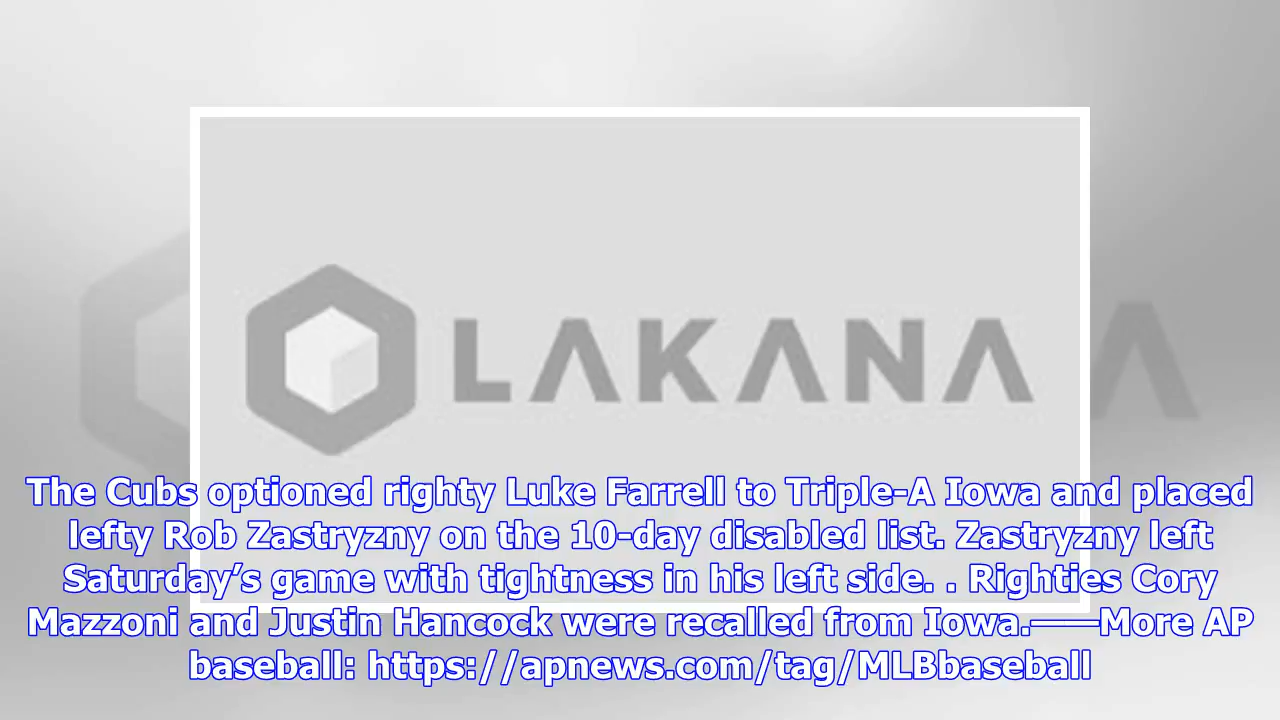 LAKANA
The Cubs optioned righty Luke Farrell to Triple-A Iowa and placed
lefty Rob Zastryzny on the 10-day disabled list. Zastryzny left
Saturday’s game with tightness in his left side. . Righties Cory
Mazzoni and Justin Hancock were recalled from Iowa.——More AP
baseball: https://apnews.com/tag/MLBbaseball